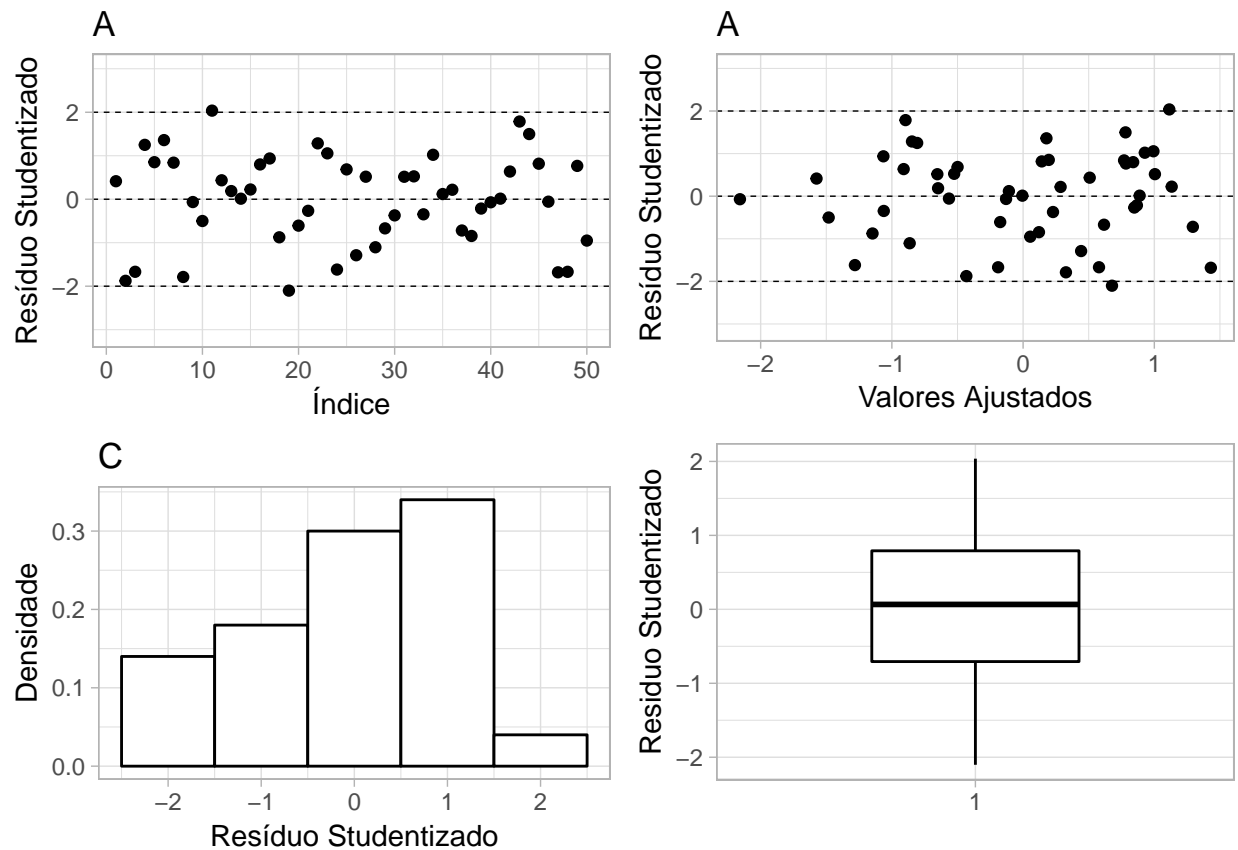 A
Resíduo Studentizado
2
0
−2
0 10 20 30 40 50
Índice
A
Resíduo Studentizado
2
0
−2
−2 −1 0 1
Valores Ajustados
C
Densidade
0.3
0.2
0.1
0.0
−2 −1 0 1 2
Resíduo Studentizado
Residuo Studentizado
2
1
0
−1
−2
1